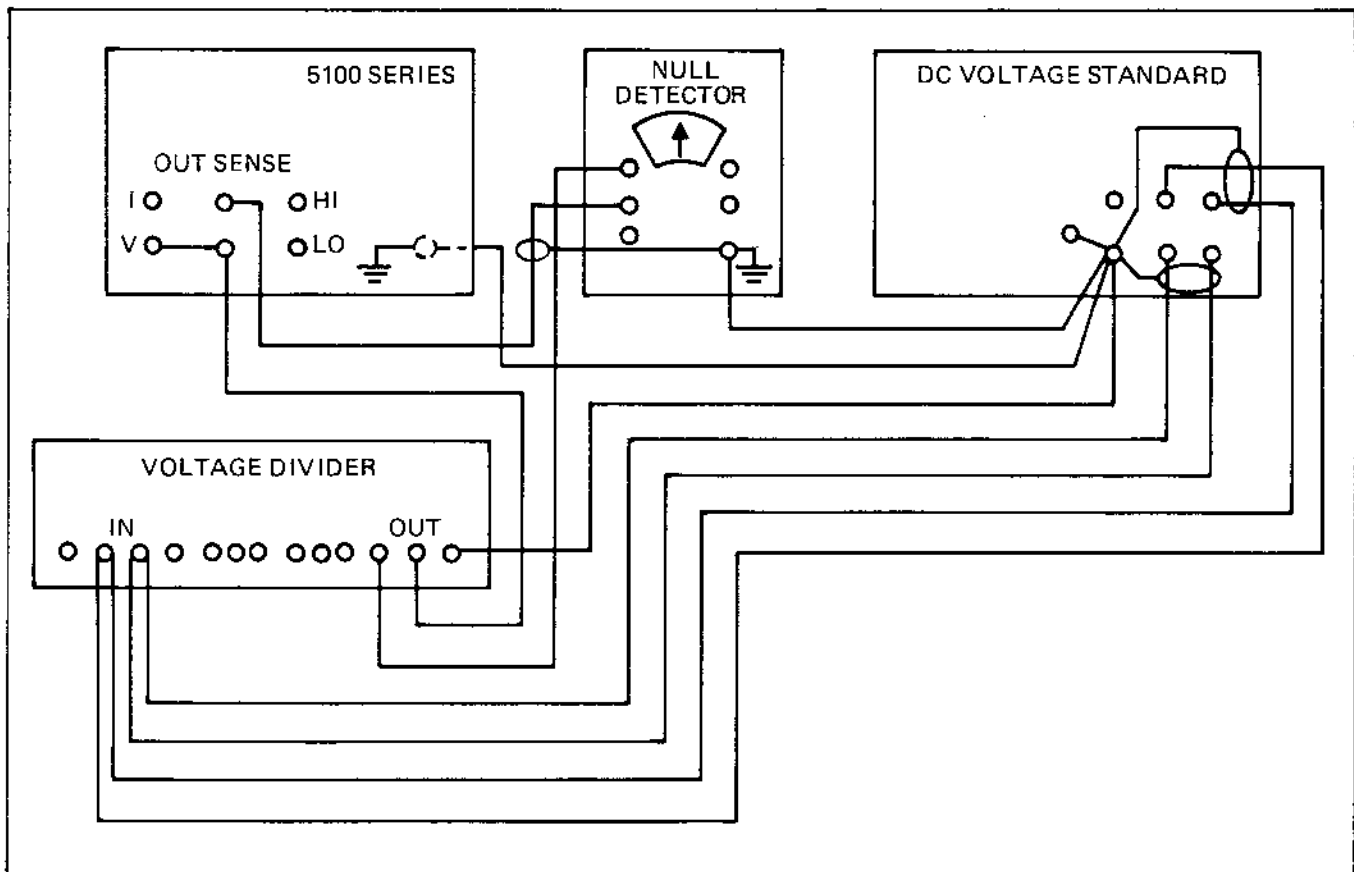 5100 SERIES
OUT SENSE
I
HI
V
LO
NULL
DETECTOR
DC VOLTAGE STANDARD
VOLTAGE DIVIDER
IN
OUT